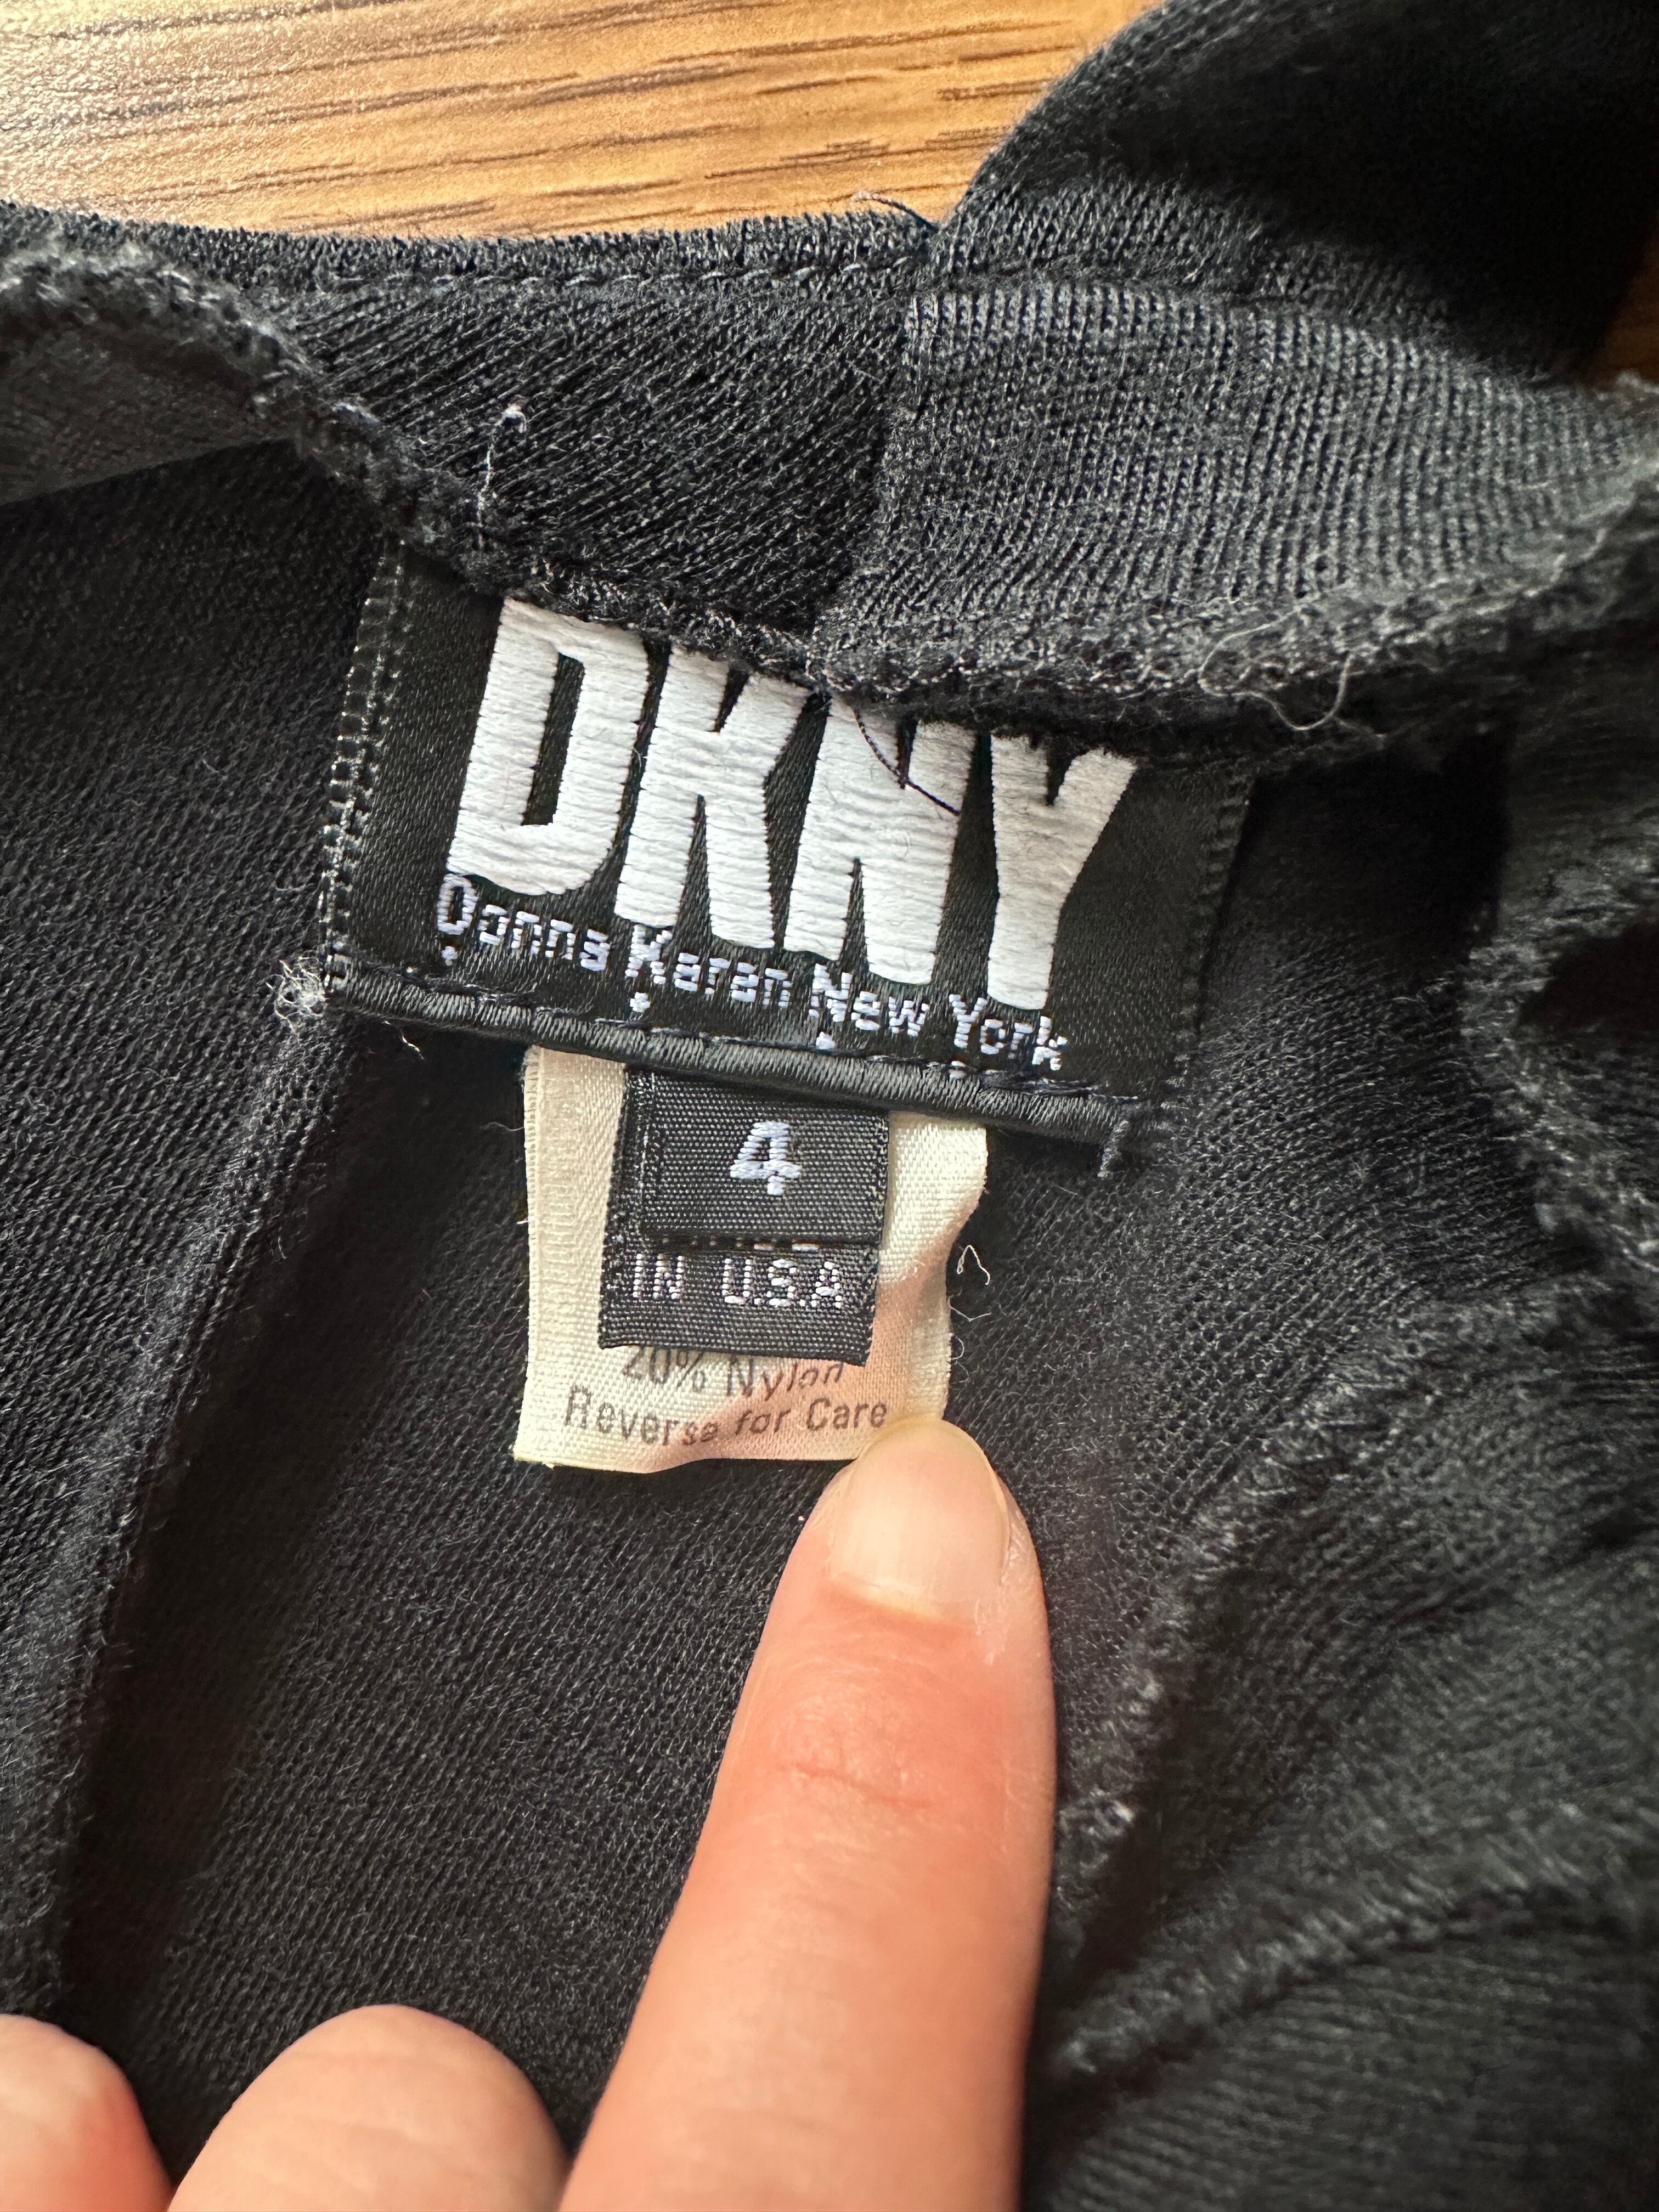 DKNY
Donna Karan New York
4
IN U.S.A
20% Nylon
Reverse for Care